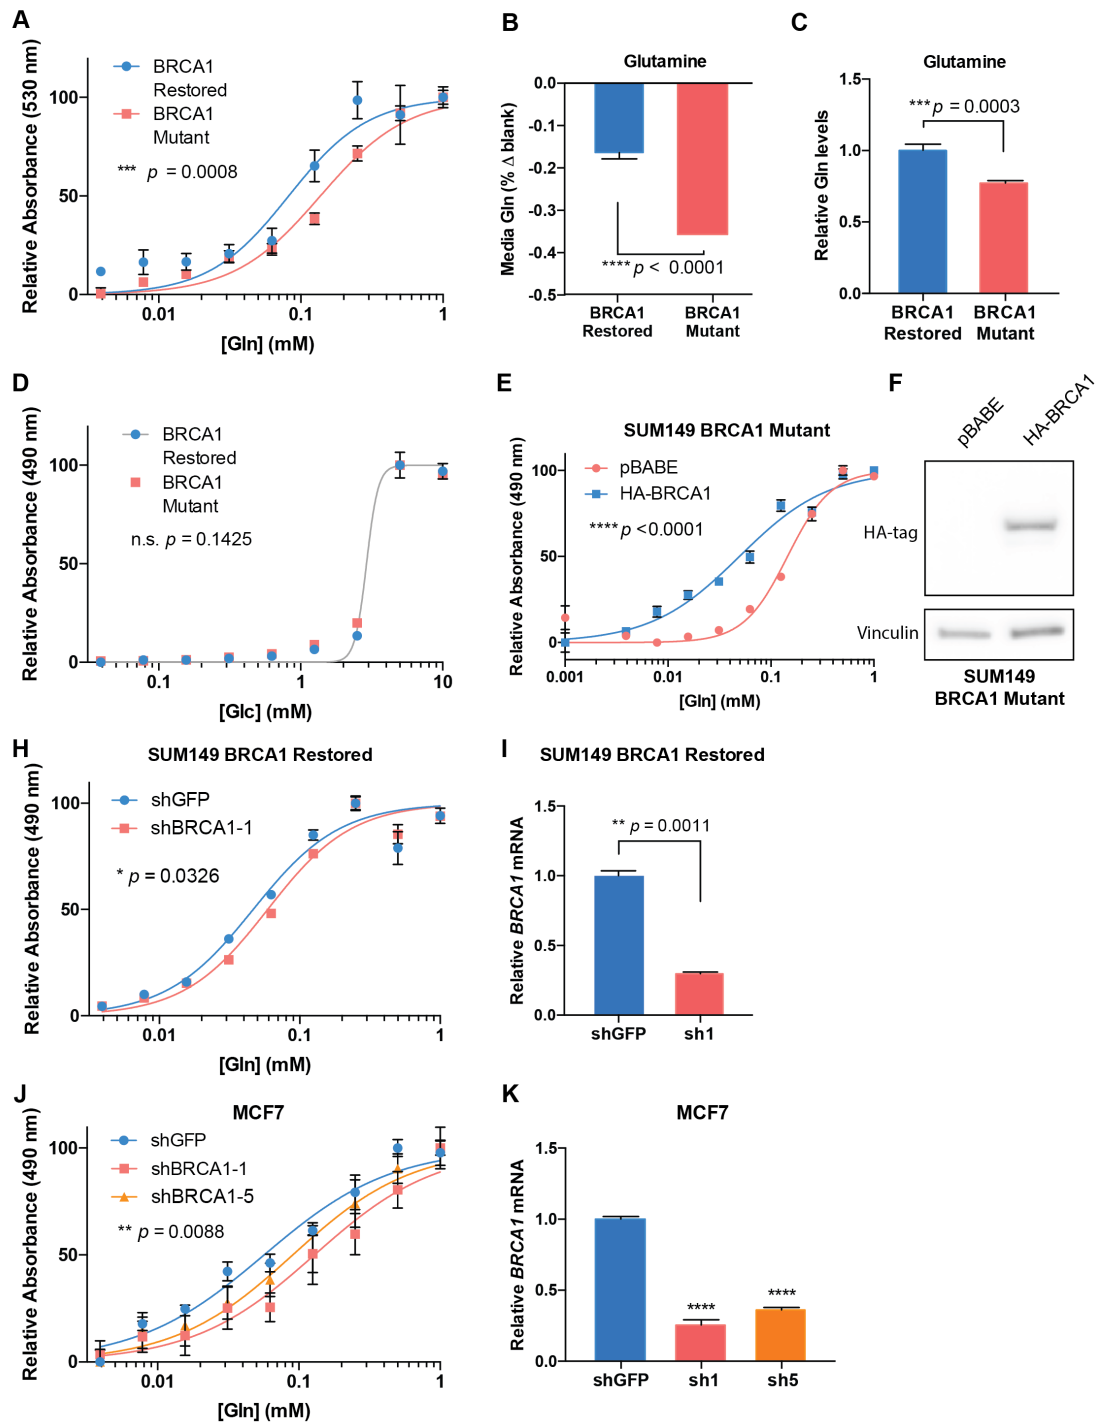 A
Relative Absorbance (530 nm)
100
50
0
BRCA1
Restored
BRCA1
Mutant
*** p = 0.0008
0.01
0.1
1
[Gln] (mM)
B
Glutamine
Media Gln (% Δ blank)
0.0
-0.1
-0.2
-0.3
-0.4
-0.5
**** p < 0.0001
BRCA1
Restored
BRCA1
Mutant
C
Glutamine
Relative Gln levels
1.5
1.0
0.5
0.0
*** p = 0.0003
BRCA1
Restored
BRCA1
Mutant
D
Relative Absorbance (490 nm)
100
50
0
BRCA1
Restored
BRCA1
Mutant
n.s. p = 0.1425
0.1
1
10
[Glc] (mM)
E
SUM149 BRCA1 Mutant
Relative Absorbance (490 nm)
100
50
0
pBABE
HA-BRCA1
**** p <0.0001
0.001
0.01
0.1
1
[Gln] (mM)
F
pBABE
HA-BRCA1
HA-tag
Vinculin
SUM149
BRCA1 Mutant
H
SUM149 BRCA1 Restored
Relative Absorbance (490 nm)
100
50
0
shGFP
shBRCA1-1
* p = 0.0326
0.01
0.1
1
[Gln] (mM)
I
SUM149 BRCA1 Restored
Relative BRCA1 mRNA
1.5
1.0
0.5
0.0
** p = 0.0011
shGFP
sh1
J
MCF7
Relative Absorbance (490 nm)
100
50
0
shGFP
shBRCA1-1
shBRCA1-5
** p = 0.0088
0.01
0.1
1
[Gln] (mM)
K
MCF7
Relative BRCA1 mRNA
1.5
1.0
0.5
0.0
****
****
shGFP
sh1
sh5